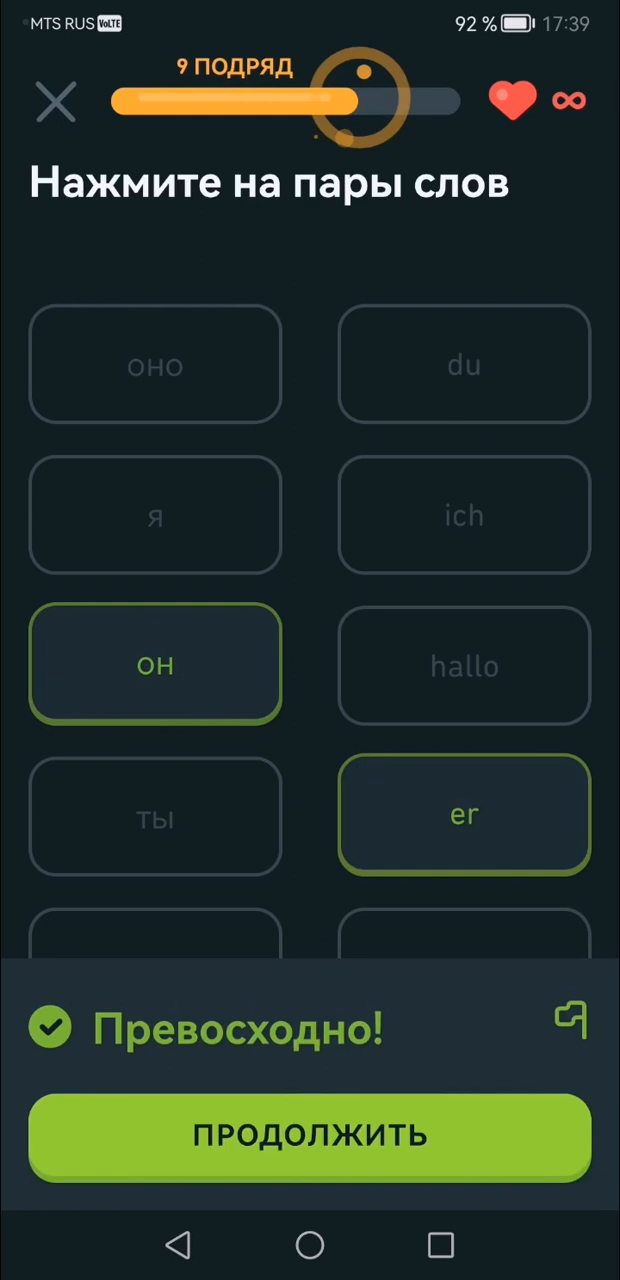 MTS RUS VoLTE 92 % 17:39
9 ПОДРЯД
Нажмите на пары слов
оно du
я ich
он hallo
ты er
Превосходно!
ПРОДОЛЖИТЬ